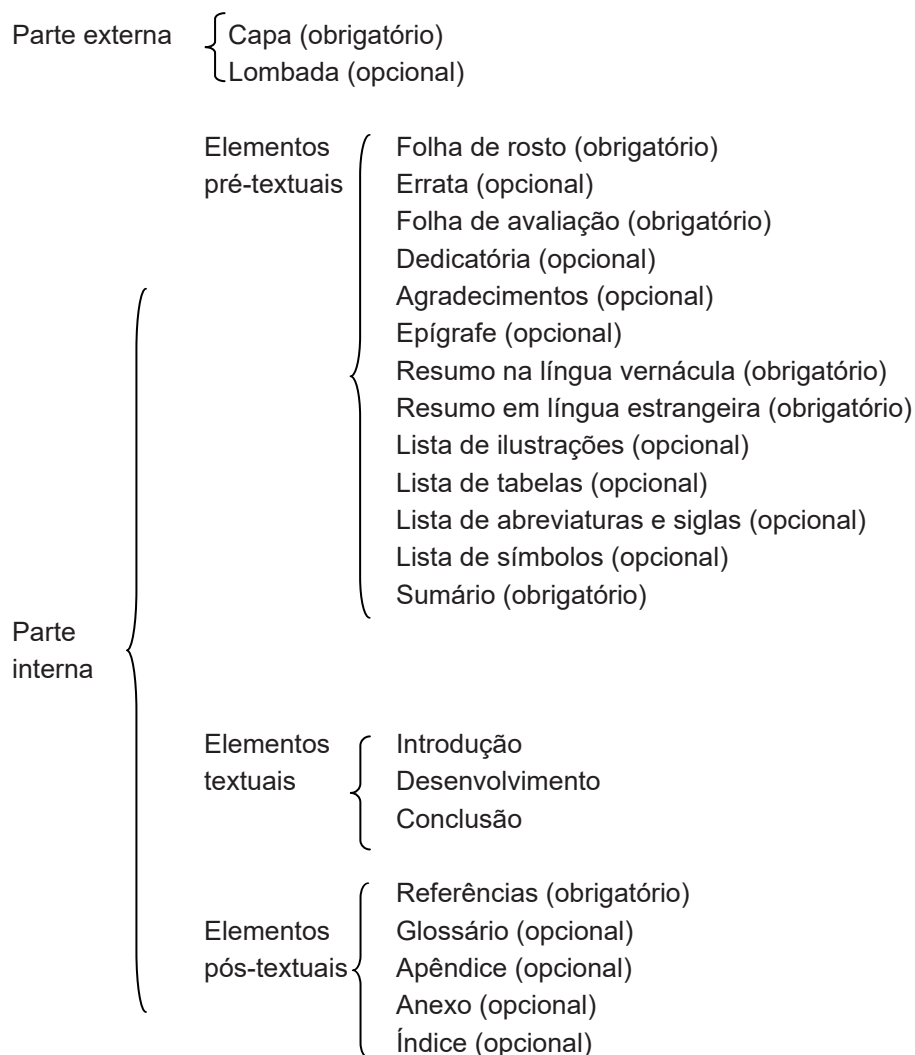 Parte externa Capa (obrigatório)
Lombada (opcional)
Elementos Folha de rosto (obrigatório)
pré-textuais Errata (opcional)
Folha de avaliação (obrigatório)
Dedicatória (opcional)
Agradecimentos (opcional)
Epígrafe (opcional)
Resumo na língua vernácula (obrigatório)
Resumo em língua estrangeira (obrigatório)
Lista de ilustrações (opcional)
Lista de tabelas (opcional)
Lista de abreviaturas e siglas (opcional)
Lista de símbolos (opcional)
Sumário (obrigatório)
Parte
interna
Elementos Introdução
textuais Desenvolvimento
Conclusão
Referências (obrigatório)
Elementos Glossário (opcional)
pós-textuais Apêndice (opcional)
Anexo (opcional)
Índice (opcional)